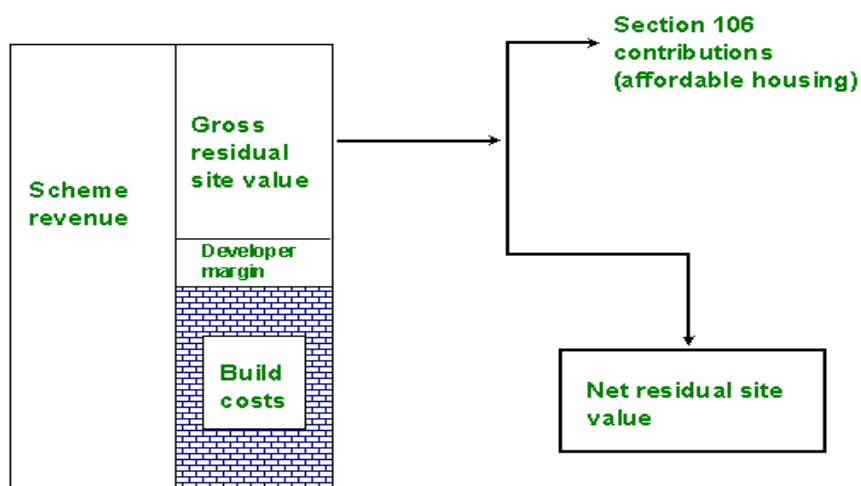 Section 106
contributions
(affordable housing)
Gross
residual
site value
Scheme
revenue
Developer
margin
Build
costs
Net residual site
value